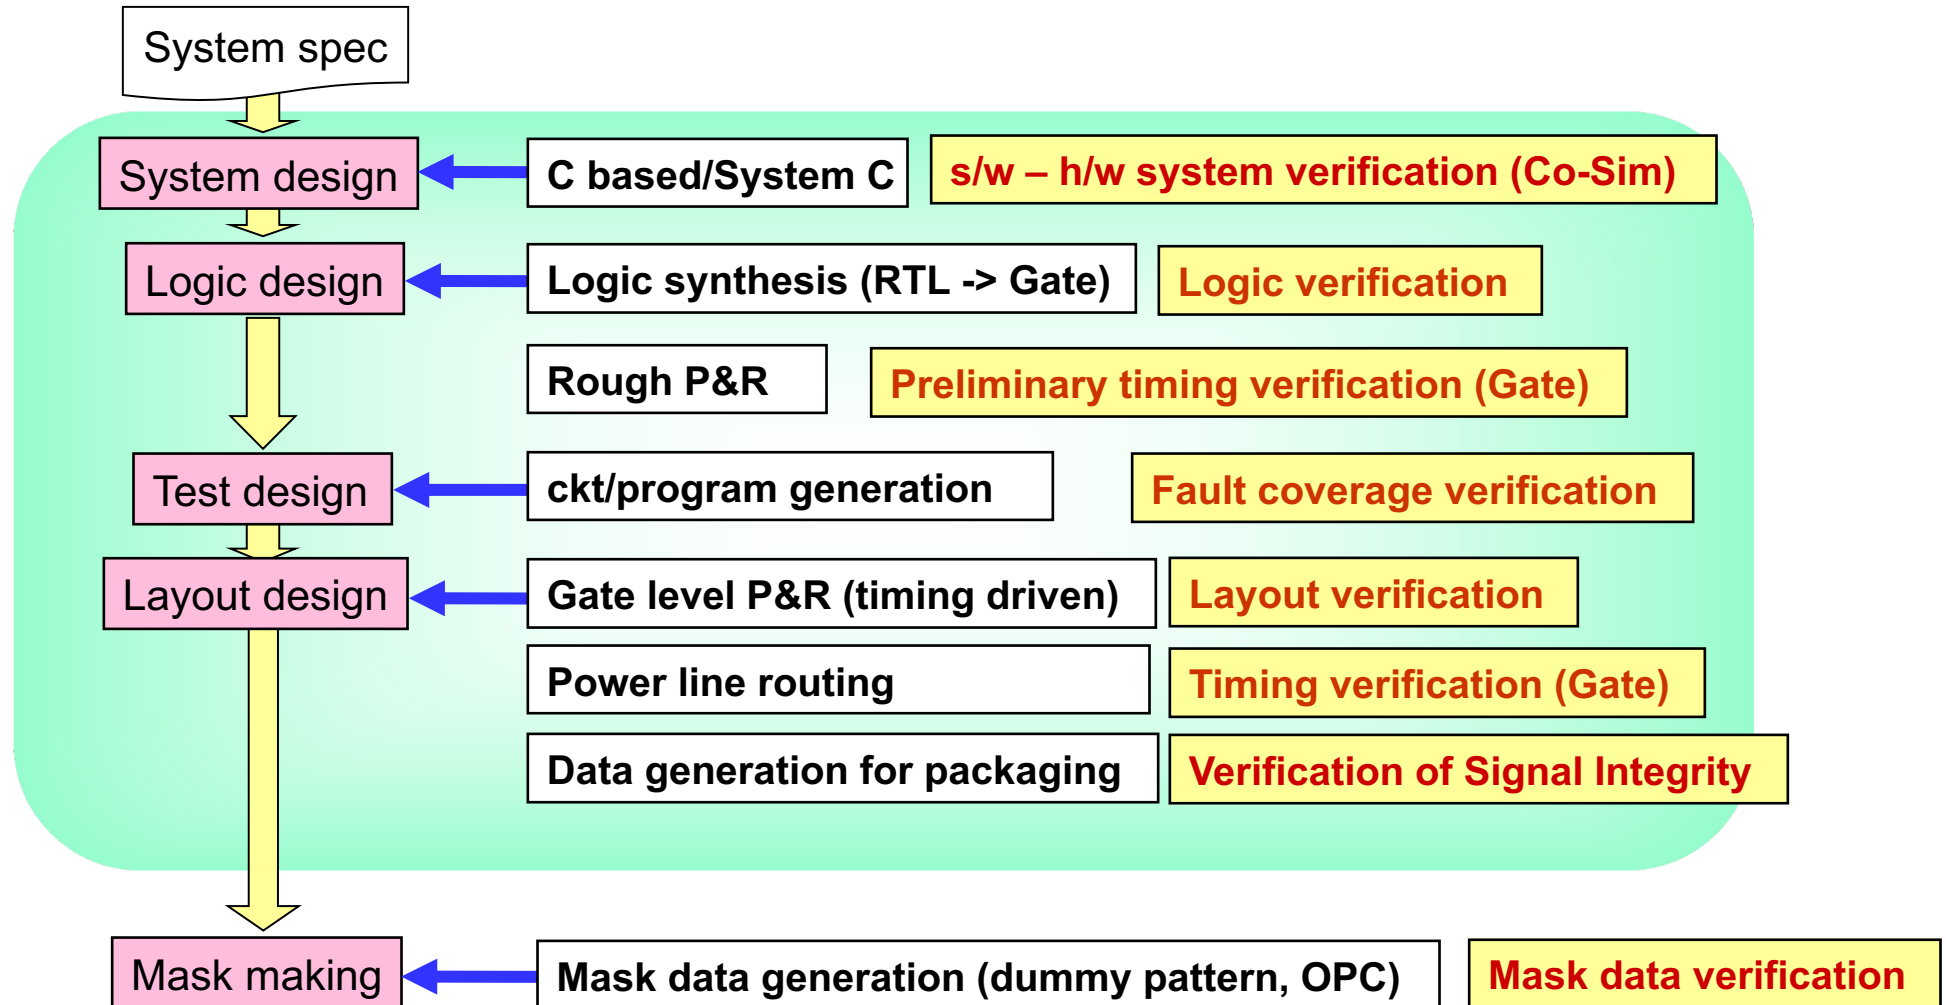 System spec
System design
C based/System C
s/w – h/w system verification (Co-Sim)
Logic design
Logic synthesis (RTL -> Gate)
Logic verification
Rough P&R
Preliminary timing verification (Gate)
Test design
ckt/program generation
Fault coverage verification
Layout design
Gate level P&R (timing driven)
Layout verification
Power line routing
Timing verification (Gate)
Data generation for packaging
Verification of Signal Integrity
Mask making
Mask data generation (dummy pattern, OPC)
Mask data verification